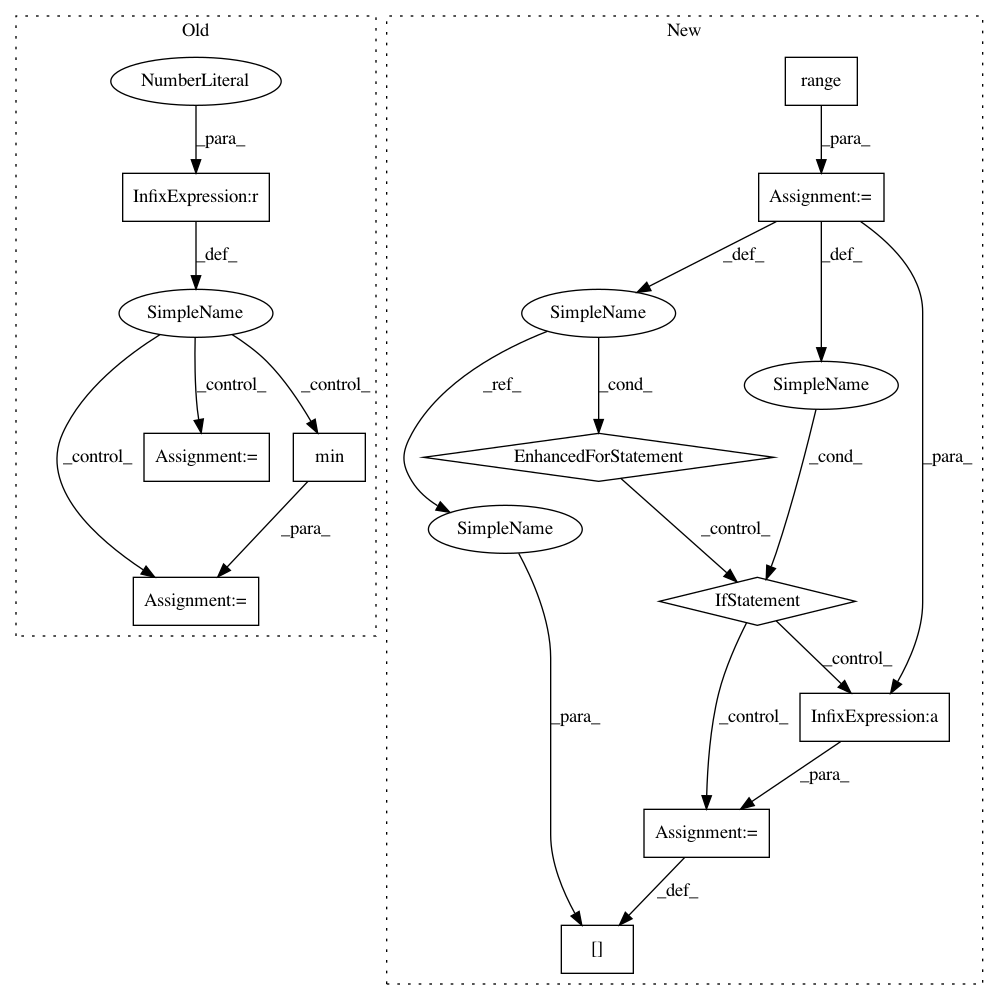 Old
NumberLiteral
_para_
InfixExpression:r
_def_
SimpleName
_control_
_control_
_control_
Assignment:=
min
_para_
Assignment:=
New
range
_para_
Assignment:=
_def_
_def_
SimpleName
_ref_
_cond_
SimpleName
EnhancedForStatement
_cond_
_para_
SimpleName
_control_
IfStatement
_control_
_control_
_para_
InfixExpression:a
_para_
Assignment:=
_def_
[]